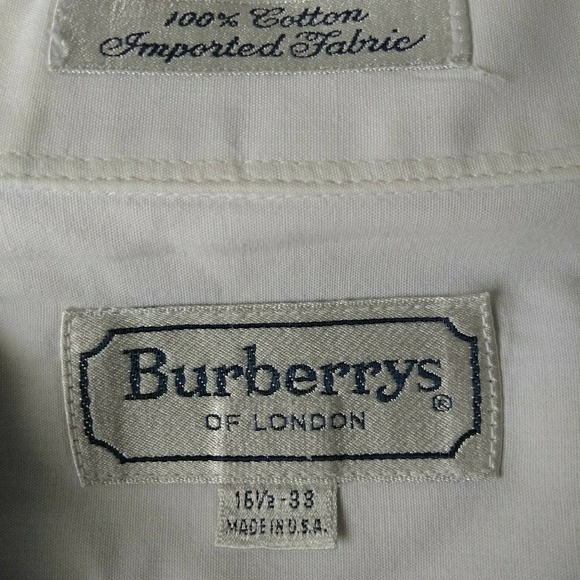 100% Cotton
Imported Fabric
Burberrys®
OF LONDON
16½-33
MADE IN U.S.A.